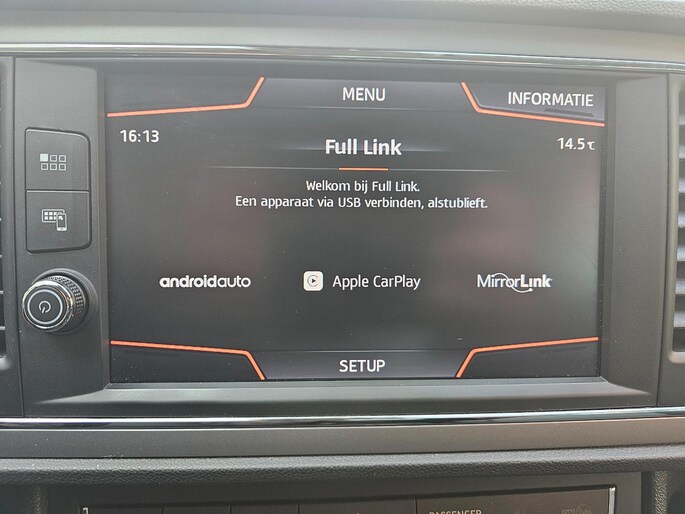 MENU
INFORMATIE
16:13
14.5℃
Full Link
Welkom bij Full Link.
Een apparaat via USB verbinden, alstublieft.
androidauto
Apple CarPlay
MirrorLink
SETUP
PASSENGER